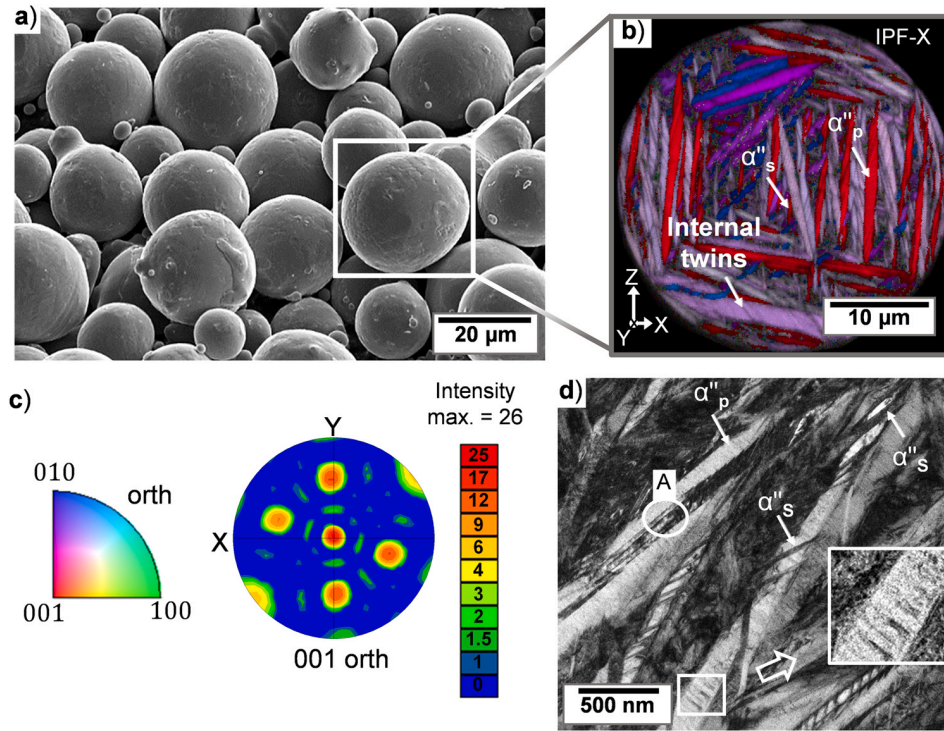 a)
20 µm
b)
IPF-X
α"p
α"s
Internal
twins
Z
Y
X
10 µm
c)
010
orth
001
100
Y
X
001 orth
Intensity
max. = 26
25
17
12
9
6
4
3
2
1.5
1
0
d)
α"p
α"s
A
α"s
500 nm